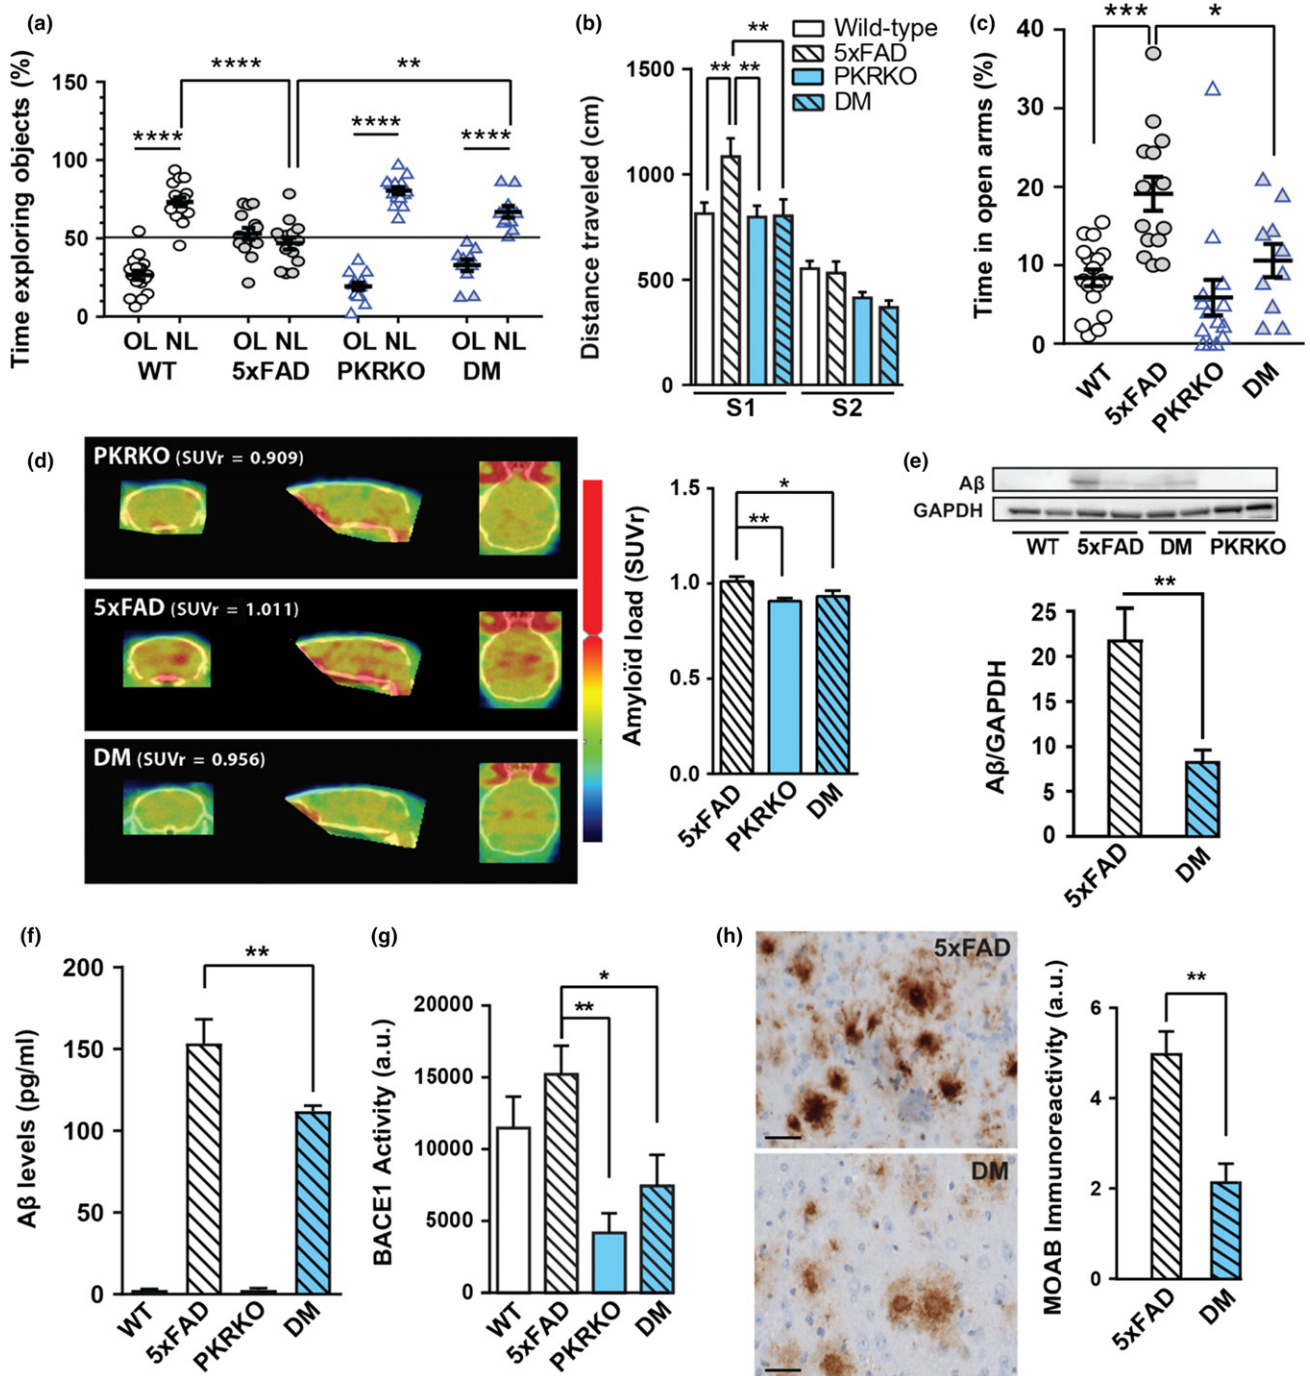 (a)
Time exploring objects (%)
150
100
50
0
****
****
**
****
****
OL NL
OL NL
OL NL
OL NL
WT
5xFAD
PKRKO
DM
(b)
Distance traveled (cm)
1500
1000
500
0
**
**
**
Wild-type
5xFAD
PKRKO
DM
S1
S2
(c)
Time in open arms (%)
40
30
20
10
0
***
*
WT
5xFAD
PKRKO
DM
(d)
PKRKO (SUVr = 0.909)
5xFAD (SUVr = 1.011)
DM (SUVr = 0.956)
Amyloïd load (SUVr)
1.5
1.0
0.5
0.0
*
**
5xFAD
PKRKO
DM
(e)
Aβ
GAPDH
WT 5xFAD DM PKRKO
Aβ/GAPDH
25
20
15
10
5
0
**
5xFAD
DM
(f)
Aβ levels (pg/ml)
200
150
100
50
0
**
WT
5xFAD
PKRKO
DM
(g)
BACE1 Activity (a.u.)
20000
15000
10000
5000
0
*
**
WT
5xFAD
PKRKO
DM
(h)
5xFAD
DM
MOAB Immunoreactivity (a.u.)
6
4
2
0
**
5xFAD
DM